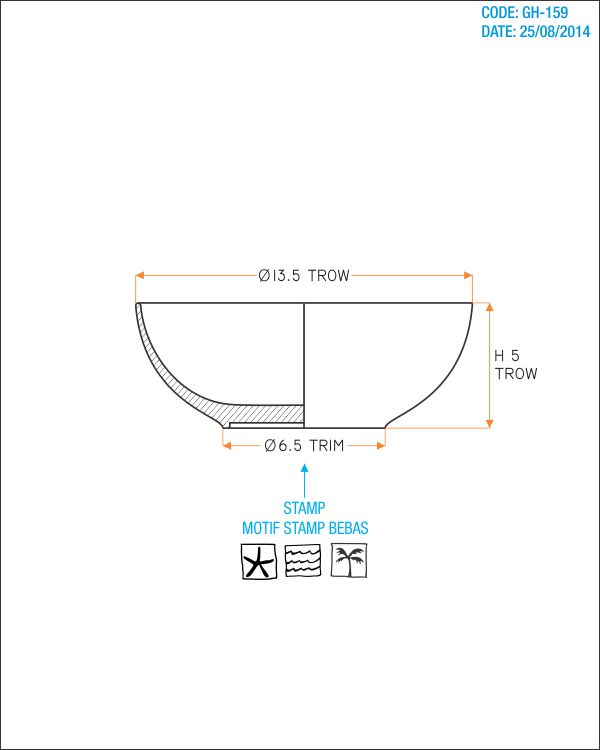 CODE: GH-159
DATE: 25/08/2014
Ø13.5 TROW
H 5
TROW
Ø6.5 TRIM
STAMP
MOTIF STAMP BEBAS